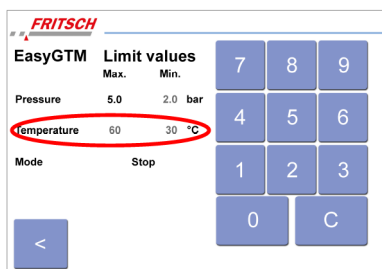 FRITSCH
EasyGTM Limit values
Max. Min.
Pressure 5.0 2.0 bar
Temperature 60 30 °C
Mode Stop
7 8 9
4 5 6
1 2 3
0 C
<